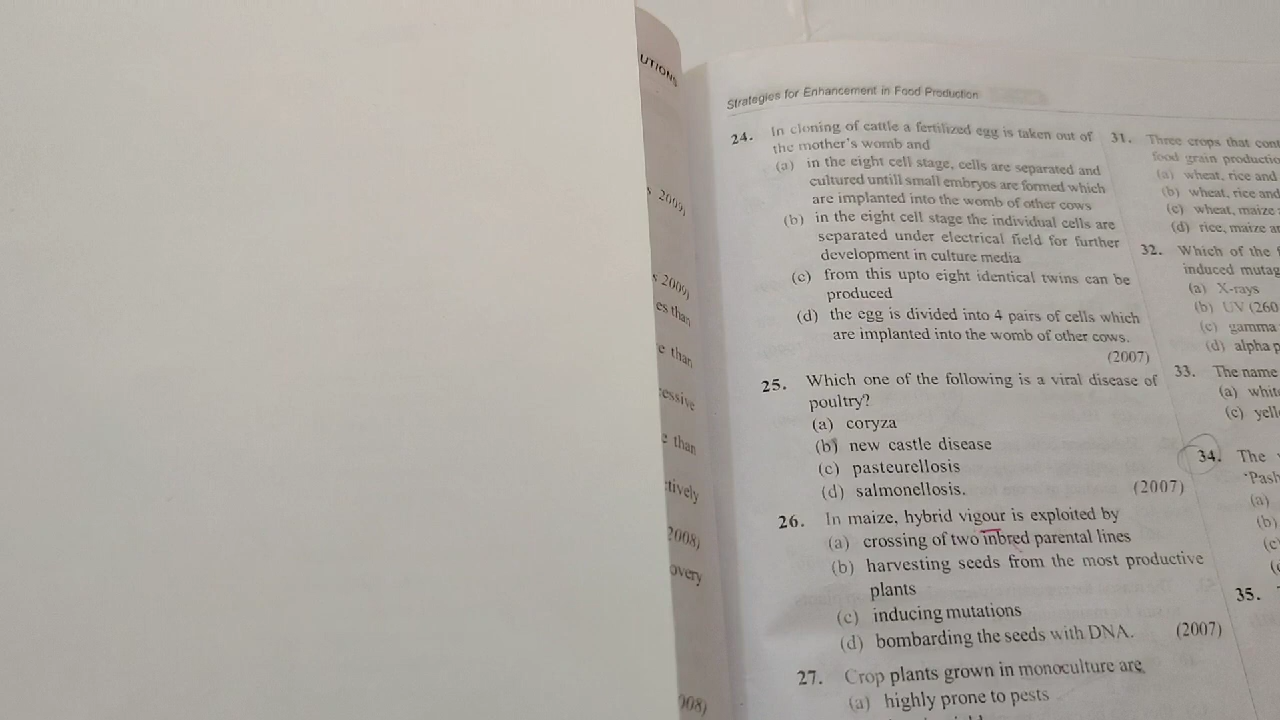 UTIONS
2009)
2009)
es than
e than
essive
e than
tively
2008)
overy
008)
Strategies for Enhancement in Food Production
24. In cloning of cattle a fertilized egg is taken out of
the mother's womb and
(a) in the eight cell stage, cells are separated and
cultured untill small embryos are formed which
are implanted into the womb of other cows
(b) in the eight cell stage the individual cells are
separated under electrical field for further
development in culture media
(c) from this upto eight identical twins can be
produced
(d) the egg is divided into 4 pairs of cells which
are implanted into the womb of other cows.
(2007)
25. Which one of the following is a viral disease of
poultry?
(a) coryza
(b) new castle disease
(c) pasteurellosis
(d) salmonellosis. (2007)
26. In maize, hybrid vigour is exploited by
(a) crossing of two inbred parental lines
(b) harvesting seeds from the most productive
plants
(c) inducing mutations
(d) bombarding the seeds with DNA. (2007)
27. Crop plants grown in monoculture are
(a) highly prone to pests
31. Three crops that cont
food grain productio
(a) wheat, rice and
(b) wheat, rice and
(c) wheat, maize
(d) rice, maize a
32. Which of the
induced mutag
(a) X-rays
(b) UV (260
(c) gamma
(d) alpha p
33. The name
(a) whit
(c) yell
34. The
'Pash
(a)
(b)
(c)
35.